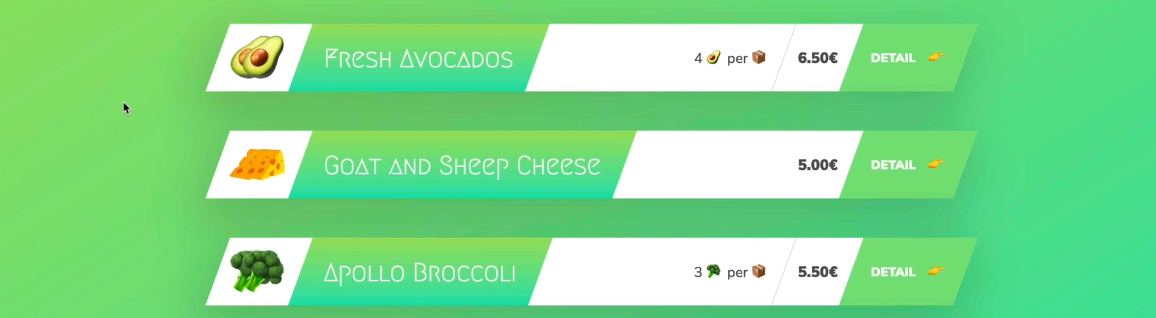 Fresh Avocados 4 🥑 per 📦 6.50€ DETAIL 👉
Goat and Sheep Cheese 5.00€ DETAIL 👉
Apollo Broccoli 3 🥦 per 📦 5.50€ DETAIL 👉